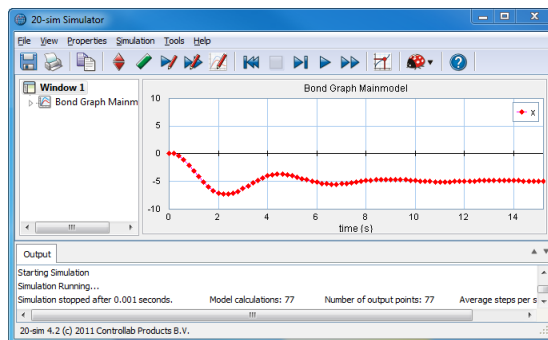 20-sim Simulator
File View Properties Simulation Tools Help
Window 1
Bond Graph Mainm
Bond Graph Mainmodel
x
10
5
0
-5
-10
0 2 4 6 8 10 12 14
time (s)
Output
Starting Simulation
Simulation Running...
Simulation stopped after 0.001 seconds. Model calculations: 77 Number of output points: 77 Average steps per s
20-sim 4.2 (c) 2011 Controllab Products B.V.